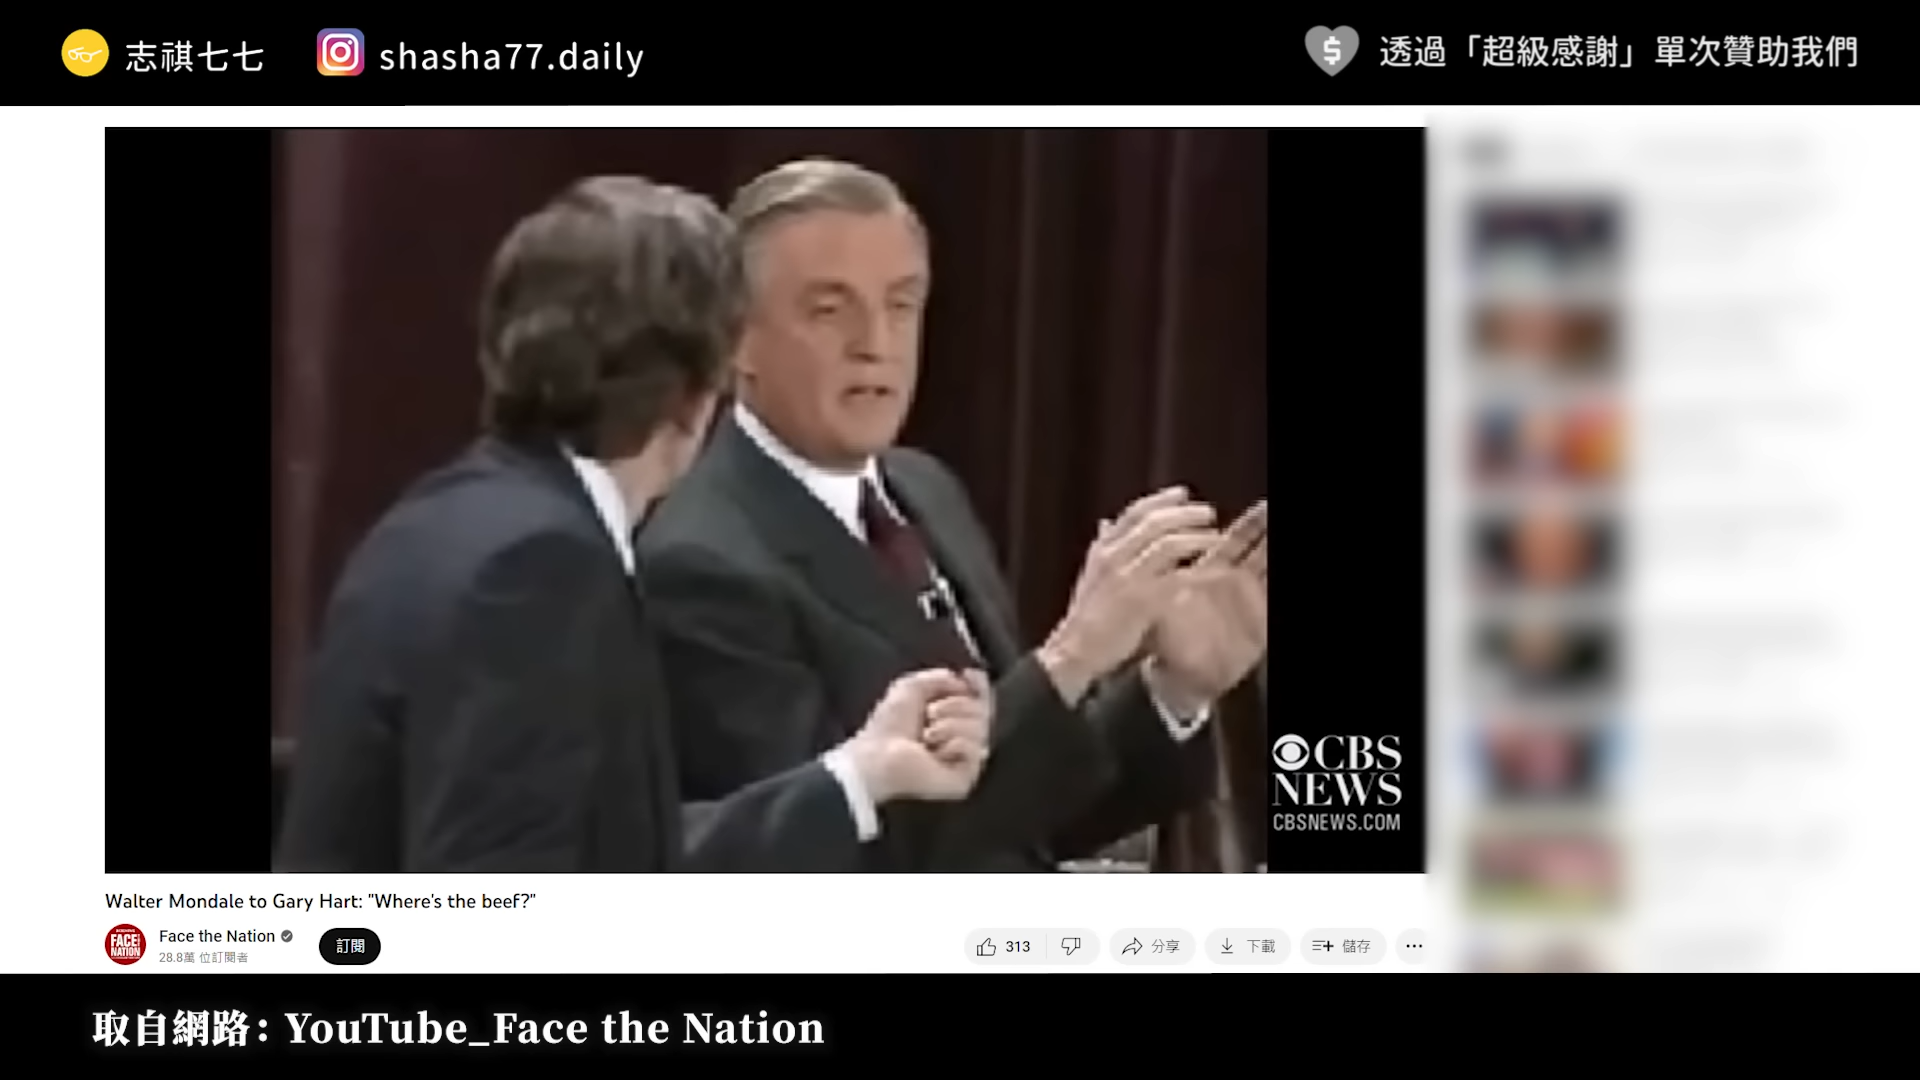 志祺七七
shasha77.daily
透過「超級感謝」單次贊助我們
CBS
NEWS
CBSNEWS.COM
Walter Mondale to Gary Hart: "Where's the beef?"
FACE
NATION
Face the Nation
28.8萬 位訂閱者
訂閱
313
分享
下載
儲存
取自網路：YouTube_Face the Nation